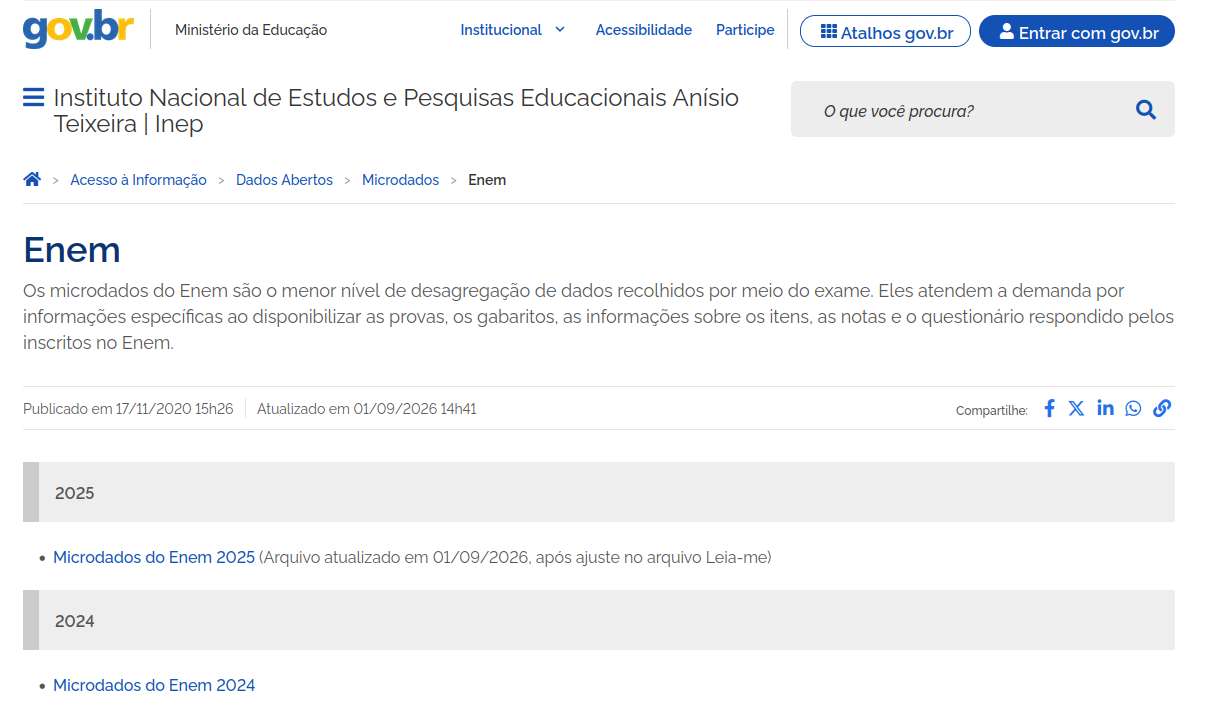 gov.br
Ministério da Educação
Institucional
Acessibilidade
Participe
Atalhos gov.br
Entrar com gov.br
Instituto Nacional de Estudos e Pesquisas Educacionais Anísio
Teixeira | Inep
O que você procura?
> Acesso à Informação > Dados Abertos > Microdados > Enem
Enem
Os microdados do Enem são o menor nível de desagregação de dados recolhidos por meio do exame. Eles atendem a demanda por
informações específicas ao disponibilizar as provas, os gabaritos, as informações sobre os itens, as notas e o questionário respondido pelos
inscritos no Enem.
Publicado em 17/11/2020 15h26
Atualizado em 01/09/2026 14h41
Compartilhe:
2025
• Microdados do Enem 2025 (Arquivo atualizado em 01/09/2026, após ajuste no arquivo Leia-me)
2024
• Microdados do Enem 2024